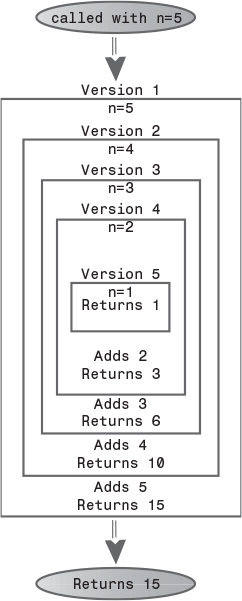 called with n=5
Version 1
n=5
Version 2
n=4
Version 3
n=3
Version 4
n=2
Version 5
n=1
Returns 1
Adds 2
Returns 3
Adds 3
Returns 6
Adds 4
Returns 10
Adds 5
Returns 15
Returns 15